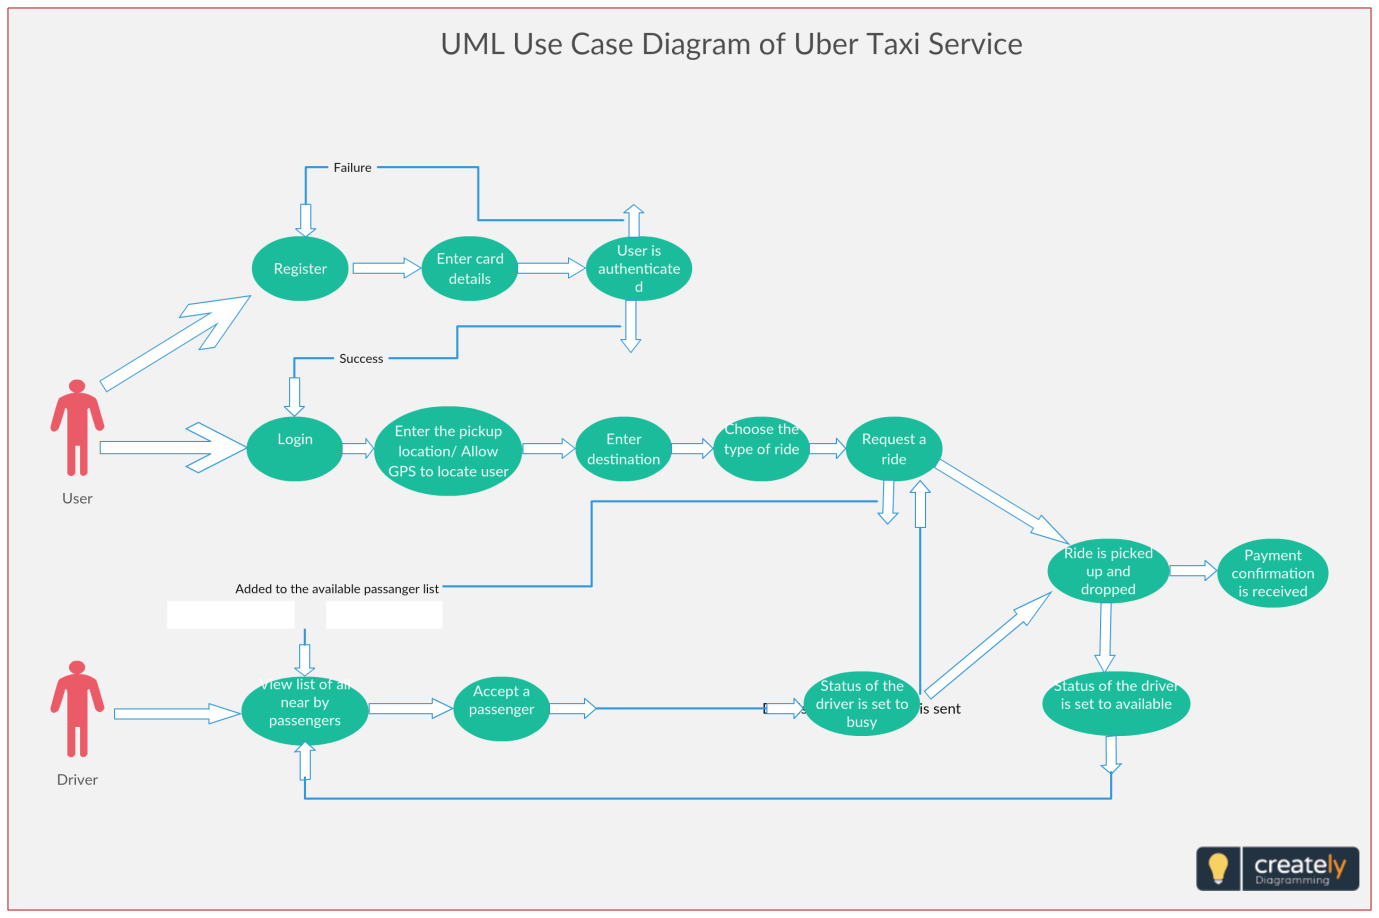 UML Use Case Diagram of Uber Taxi Service
Failure
Register
Enter card
details
User is
authenticate
d
Success
Login
Enter the pickup
location/ Allow
GPS to locate user
Enter
destination
Choose the
type of ride
Request a
ride
User
Ride is picked
up and
dropped
Payment
confirmation
is received
Added to the available passanger list
View list of all
near by
passengers
Accept a
passenger
Status of the
driver is set to
busy
is sent
Status of the driver
is set to available
Driver
creately
Diagramming